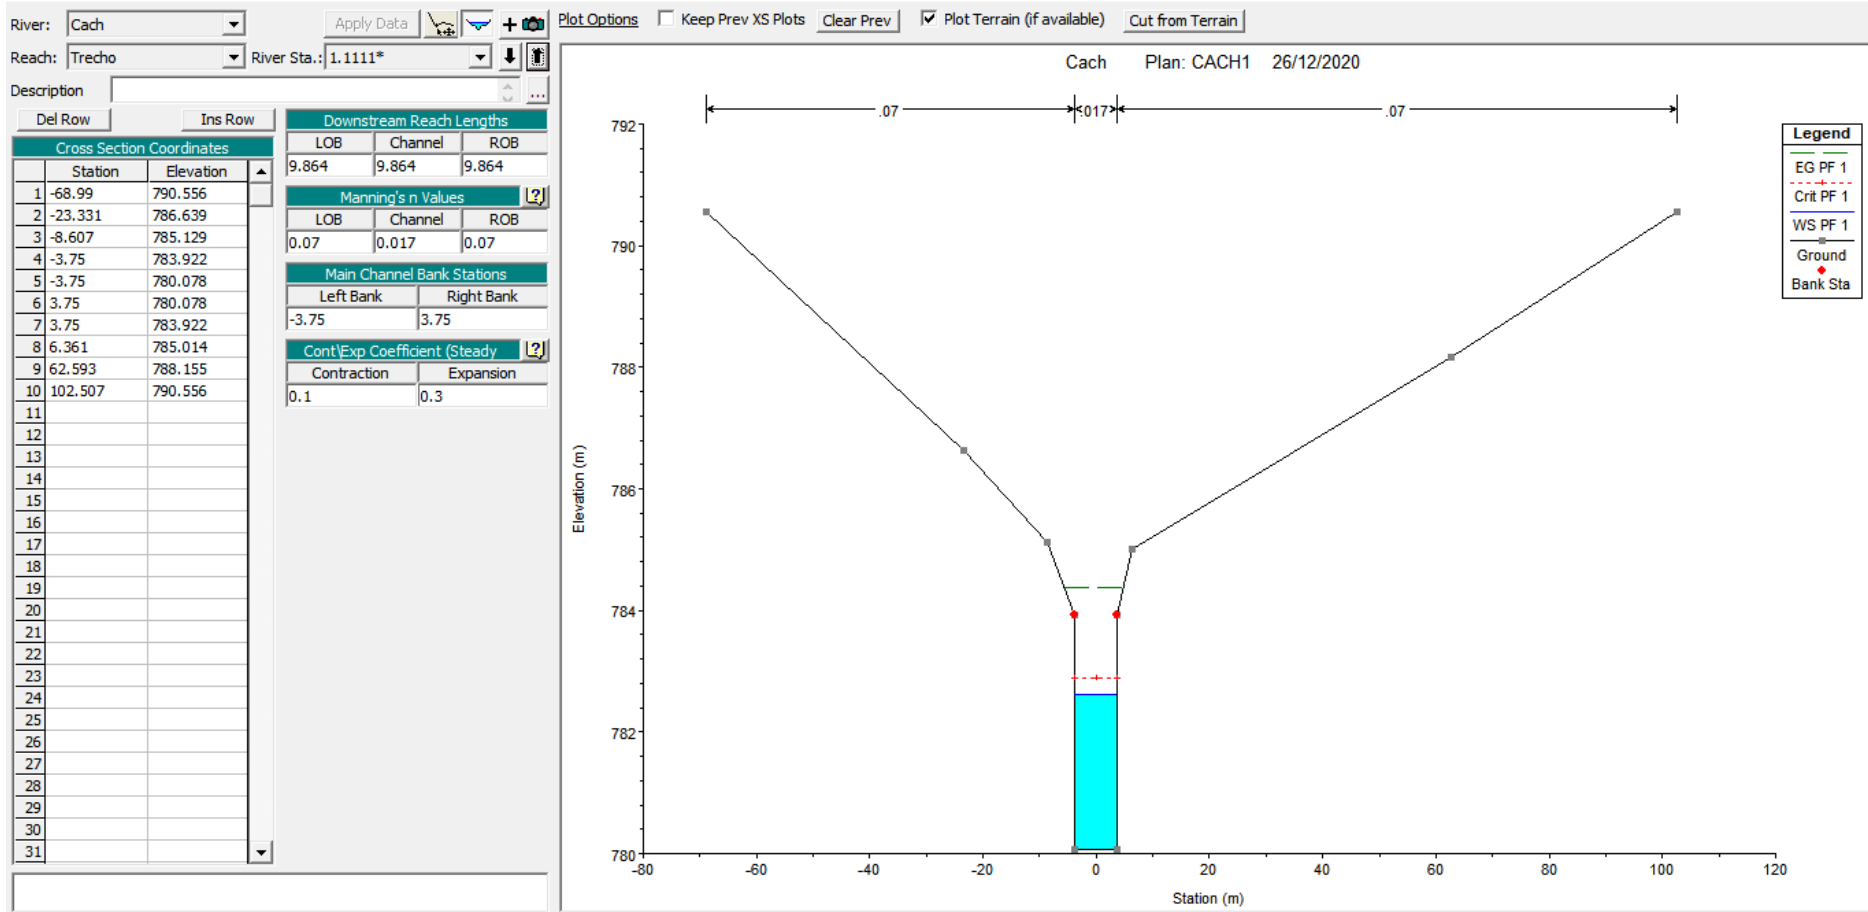 River: Cach Apply Data
Reach: Trecho River Sta.: 1.1111*
Description ...
Del Row Ins Row
Cross Section Coordinates
Station Elevation
1 -68.99 790.556
2 -23.331 786.639
3 -8.607 785.129
4 -3.75 783.922
5 -3.75 780.078
6 3.75 780.078
7 3.75 783.922
8 6.361 785.014
9 62.593 788.155
10 102.507 790.556
11
12
13
14
15
16
17
18
19
20
21
22
23
24
25
26
27
28
29
30
31
Downstream Reach Lengths
LOB Channel ROB
9.864 9.864 9.864
Manning's n Values ?
LOB Channel ROB
0.07 0.017 0.07
Main Channel Bank Stations
Left Bank Right Bank
-3.75 3.75
Cont\Exp Coefficient (Steady ?
Contraction Expansion
0.1 0.3
Plot Options Keep Prev XS Plots Clear Prev Plot Terrain (if available) Cut from Terrain
Cach Plan: CACH1 26/12/2020
.07 .017 .07
792
790
788
786
784
782
780
Elevation (m)
-80 -60 -40 -20 0 20 40 60 80 100 120
Station (m)
Legend
EG PF 1
Crit PF 1
WS PF 1
Ground
Bank Sta